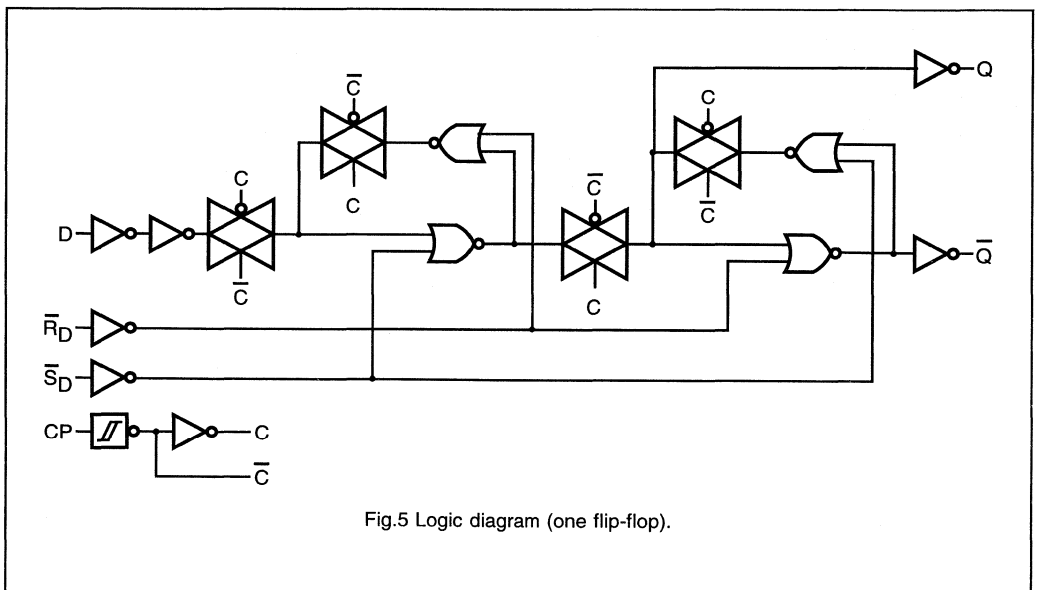 Q
C̅
C
C
C
C̅
C̅
D
Q̅
C̅
C
R̅D
S̅D
CP
C
C̅
Fig.5 Logic diagram (one flip-flop).